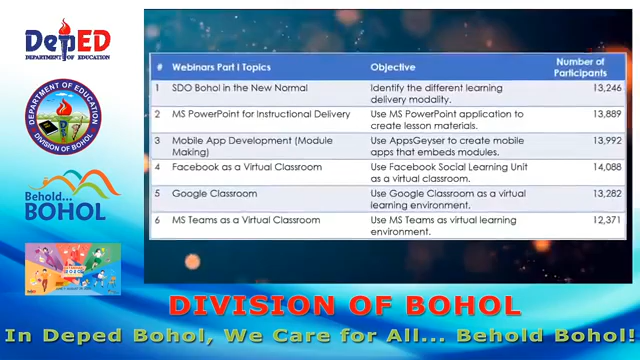 DepED
DEPARTMENT OF EDUCATION
DEPARTMENT OF EDUCATION
DIVISION OF BOHOL
Behold...
BOHOL
# Webinars Part I Topics Objective Number of Participants
1 SDO Bohol in the New Normal Identify the different learning delivery modality. 13,246
2 MS PowerPoint for Instructional Delivery Use MS PowerPoint application to create lesson materials. 13,889
3 Mobile App Development (Module Making) Use AppsGeyser to create mobile apps that embeds modules. 13,992
4 Facebook as a Virtual Classroom Use Facebook Social Learning Unit as a virtual classroom. 14,088
5 Google Classroom Use Google Classroom as a virtual learning environment. 13,282
6 MS Teams as a Virtual Classroom Use MS Teams as virtual learning environment. 12,371
DIVISION OF BOHOL
In Deped Bohol, We Care for All... Behold Bohol!